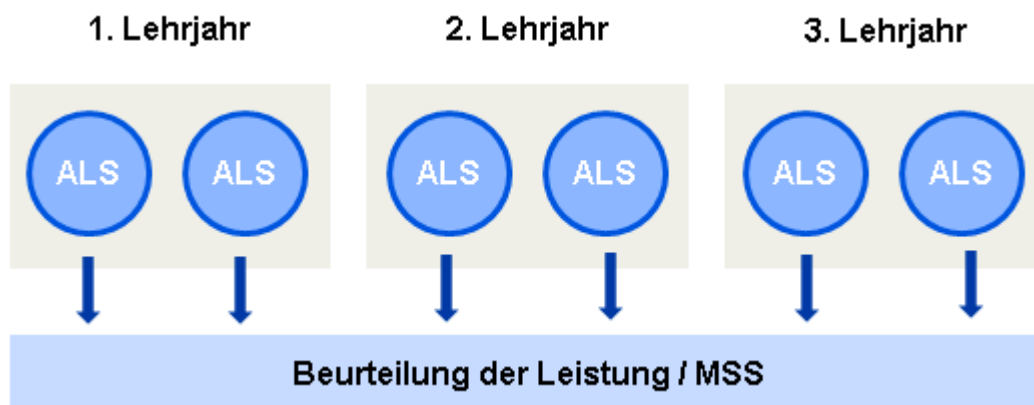 1. Lehrjahr 2. Lehrjahr 3. Lehrjahr
ALS ALS ALS ALS ALS ALS
Beurteilung der Leistung / MSS